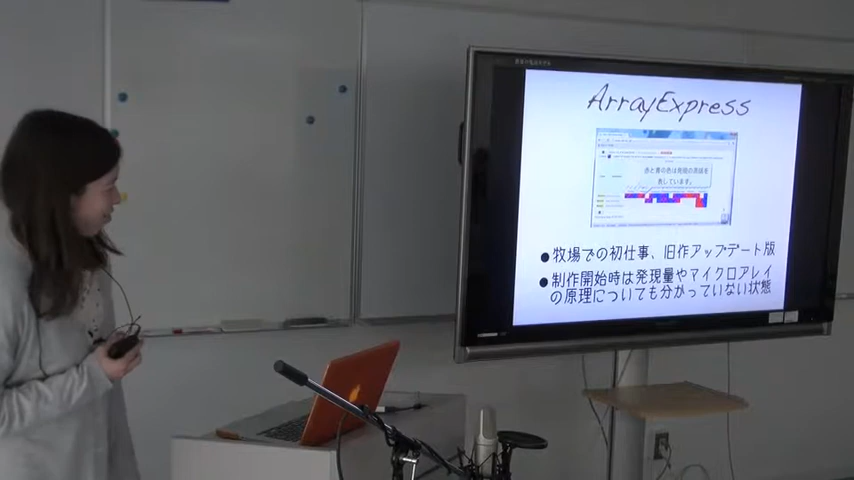 ArrayExpress
赤と青の色は発現の高低を
表しています。
●牧場での初仕事、旧作アップデート版
●制作開始時は発現量やマイクロアレイ
の原理についても分かっていない状態